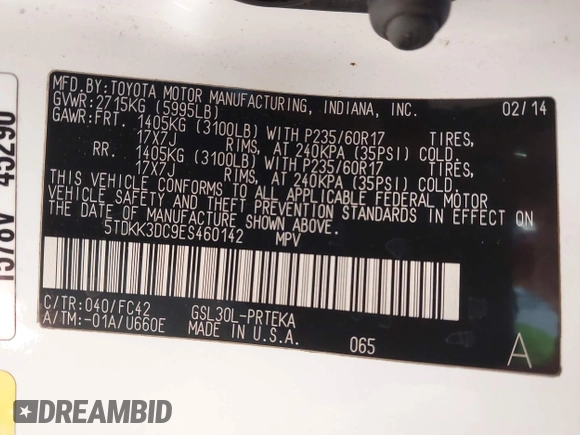 MFD.BY:TOYOTA MOTOR MANUFACTURING, INDIANA, INC. 02/14
GVWR:2715KG (5995LB)
GAWR:FRT. 1405KG (3100LB) WITH P235/60R17 TIRES,
17X7J RIMS, AT 240KPA (35PSI) COLD.
RR. 1405KG (3100LB) WITH P235/60R17 TIRES,
17X7J RIMS, AT 240KPA (35PSI) COLD.
THIS VEHICLE CONFORMS TO ALL APPLICABLE FEDERAL MOTOR
VEHICLE SAFETY AND THEFT PREVENTION STANDARDS IN EFFECT ON
THE DATE OF MANUFACTURE SHOWN ABOVE.
5TDKK3DC9ES460142 MPV
C/TR:040/FC42 GSL30L-PRTEKA
A/TM:-01A/U660E MADE IN U.S.A. 065 A
45290
DREAMBID